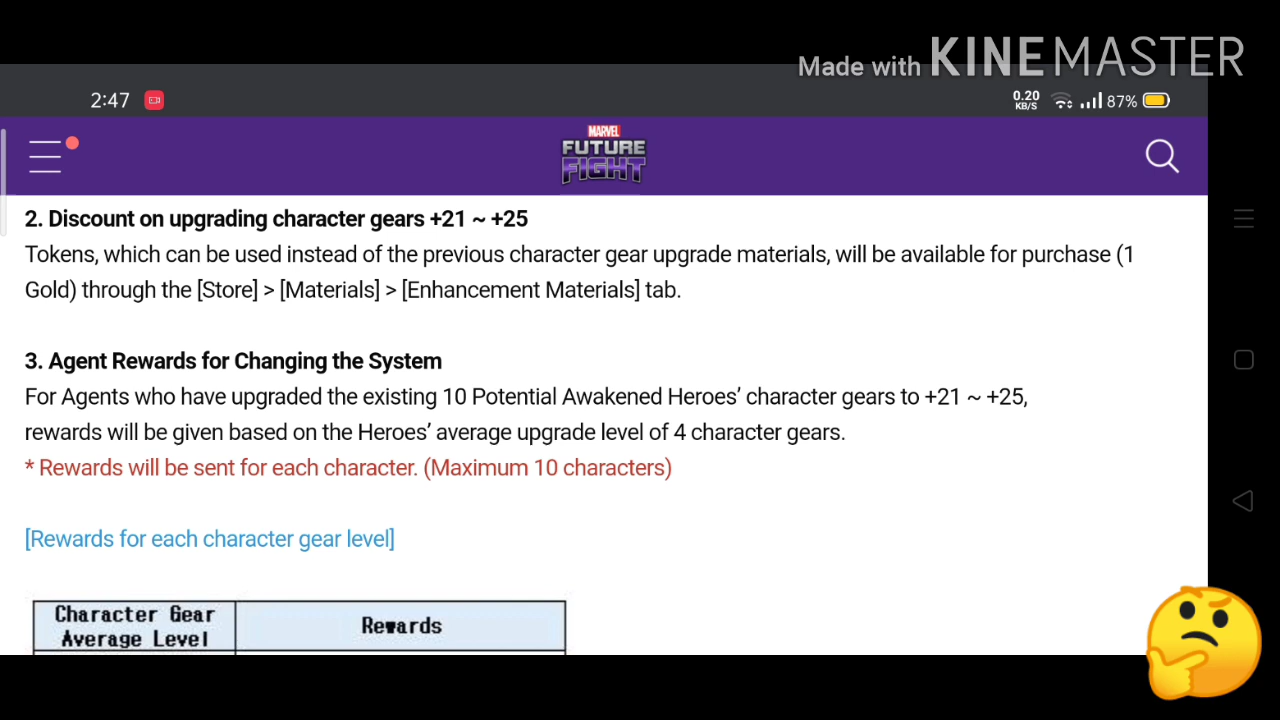 Made with KINEMASTER
2:47
0.20
KB/S
87%
MARVEL
FUTURE
FIGHT
2. Discount on upgrading character gears +21 ~ +25
Tokens, which can be used instead of the previous character gear upgrade materials, will be available for purchase (1
Gold) through the [Store] > [Materials] > [Enhancement Materials] tab.
3. Agent Rewards for Changing the System
For Agents who have upgraded the existing 10 Potential Awakened Heroes’ character gears to +21 ~ +25,
rewards will be given based on the Heroes’ average upgrade level of 4 character gears.
* Rewards will be sent for each character. (Maximum 10 characters)
[Rewards for each character gear level]
Character Gear
Average Level
Rewards